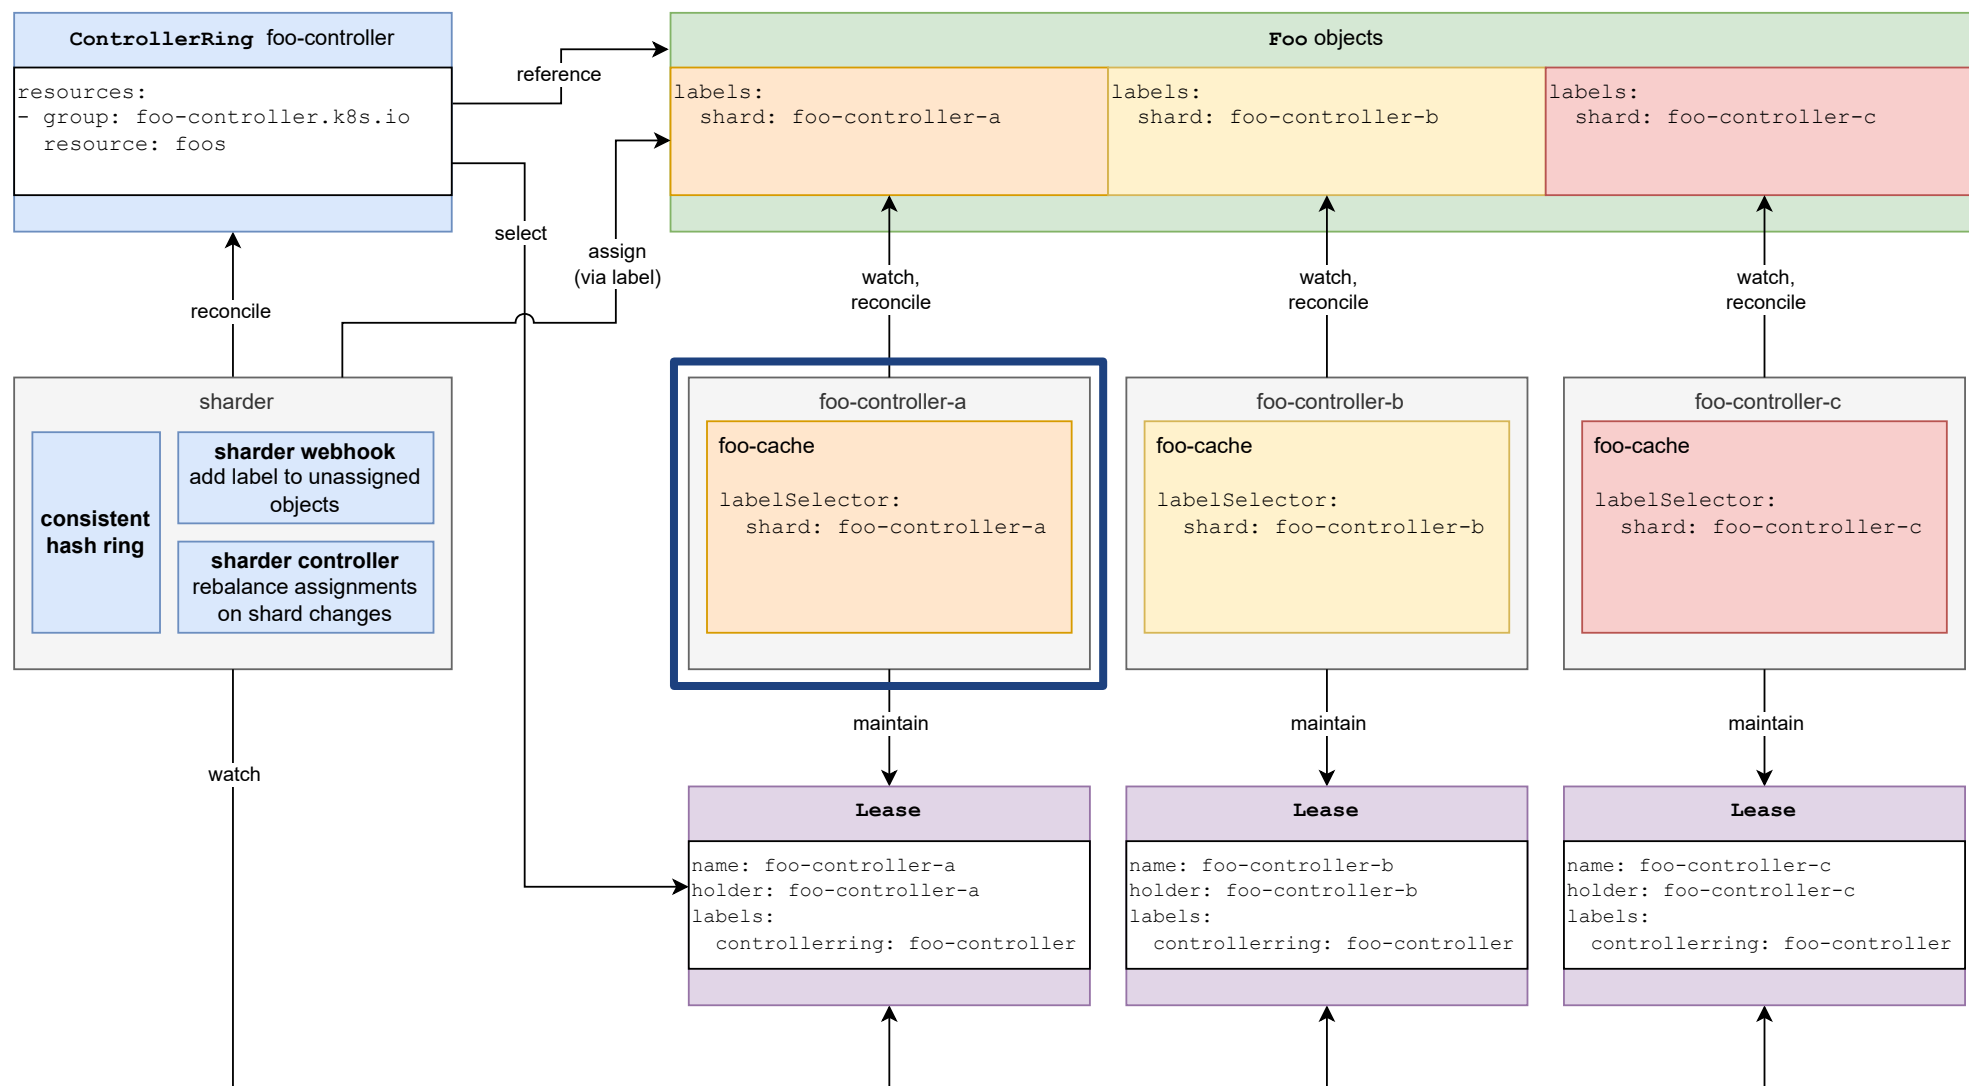 ControllerRing foo-controller
resources:
- group: foo-controller.k8s.io
  resource: foos
reference
select
assign
(via label)
reconcile
Foo objects
labels:
  shard: foo-controller-a
labels:
  shard: foo-controller-b
labels:
  shard: foo-controller-c
watch,
reconcile
watch,
reconcile
watch,
reconcile
sharder
consistent
hash ring
sharder webhook
add label to unassigned
objects
sharder controller
rebalance assignments
on shard changes
watch
foo-controller-a
foo-cache
labelSelector:
  shard: foo-controller-a
foo-controller-b
foo-cache
labelSelector:
  shard: foo-controller-b
foo-controller-c
foo-cache
labelSelector:
  shard: foo-controller-c
maintain
maintain
maintain
Lease
name: foo-controller-a
holder: foo-controller-a
labels:
  controllerring: foo-controller
Lease
name: foo-controller-b
holder: foo-controller-b
labels:
  controllerring: foo-controller
Lease
name: foo-controller-c
holder: foo-controller-c
labels:
  controllerring: foo-controller